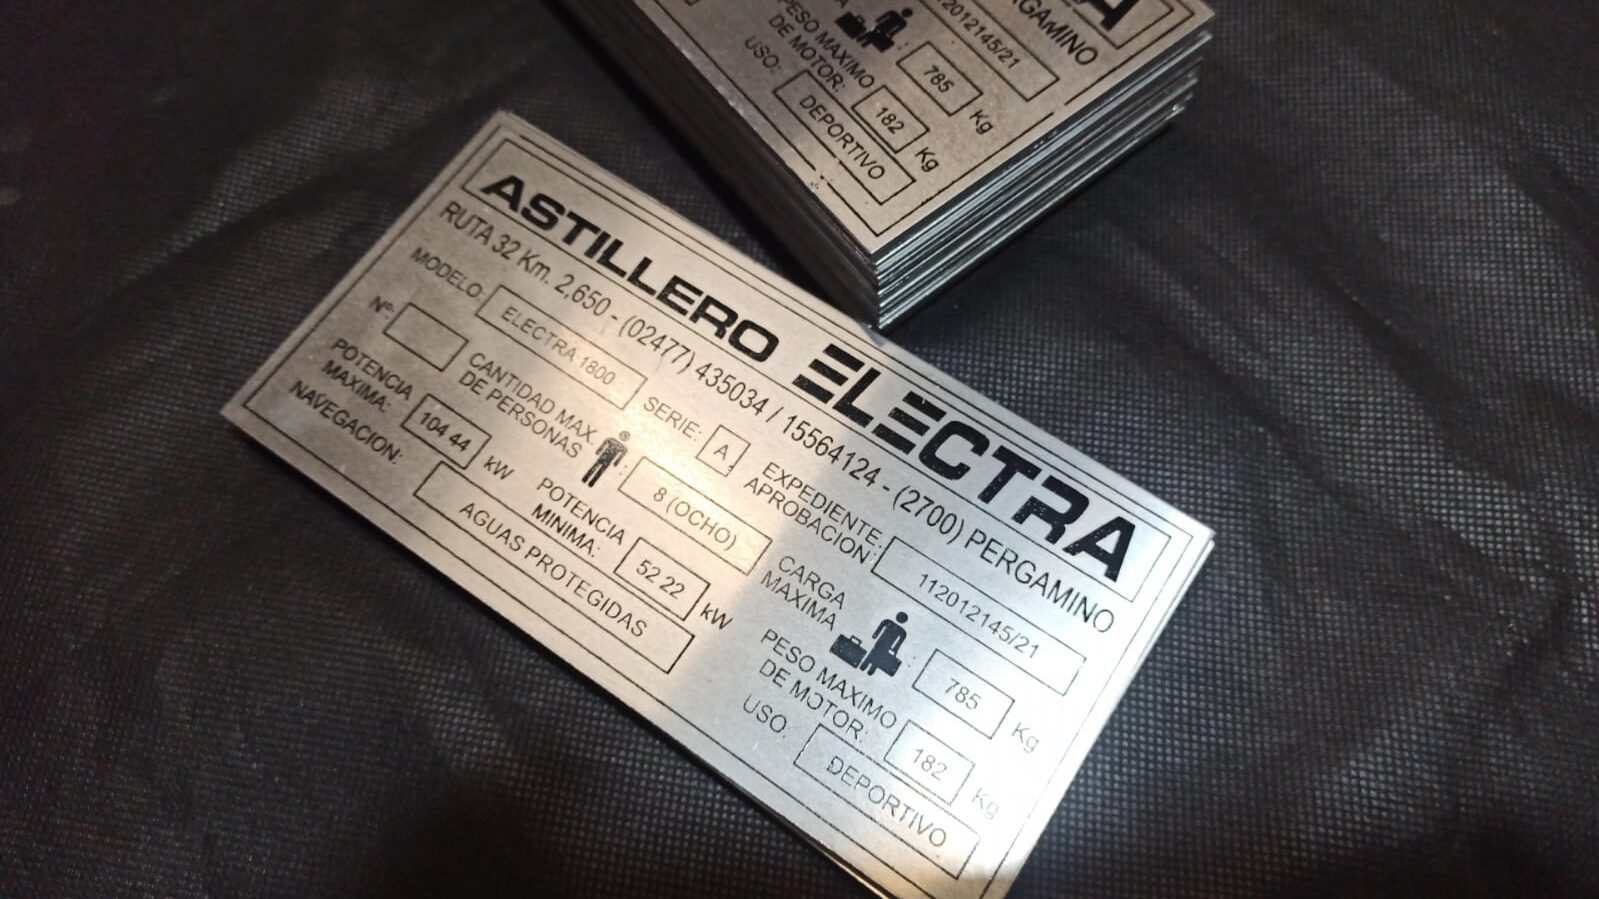 A
12012145/21
RGAMINO
A
PESO MAXIMO
DE MOTOR:
785
Kg
182
Kg
USO:
DEPORTIVO
ASTILLERO ELECTRA
RUTA 32 Km. 2,650 - (02477) 435034 / 15564124 - (2700) PERGAMINO
MODELO: ELECTRA 1800 SERIE: A EXPEDIENTE
APROBACION: 112012145/21
Nº: CANTIDAD MAX.
DE PERSONAS : 8 (OCHO) CARGA
MAXIMA : 785 Kg
POTENCIA
MAXIMA: 104 44 kW POTENCIA
MINIMA: 52 22 kW PESO MAXIMO
DE MOTOR: 182 Kg
NAVEGACION: AGUAS PROTEGIDAS USO: DEPORTIVO